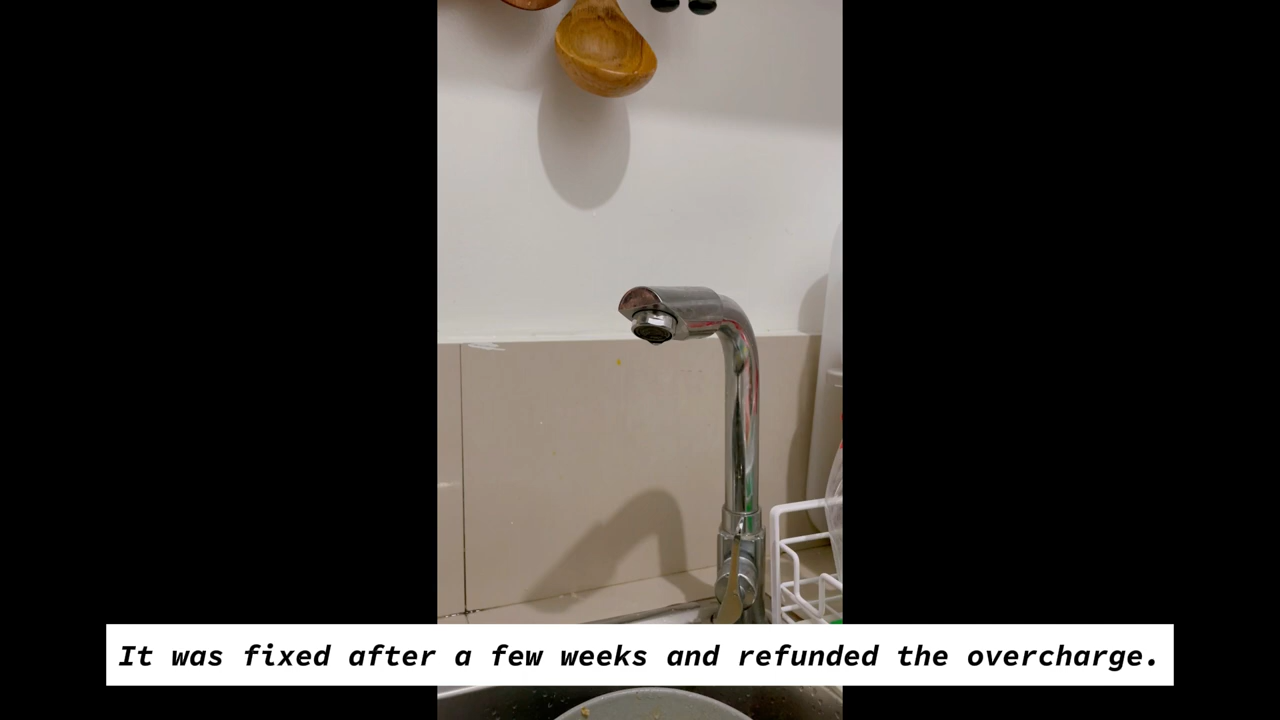 It was fixed after a few weeks and refunded the overcharge.